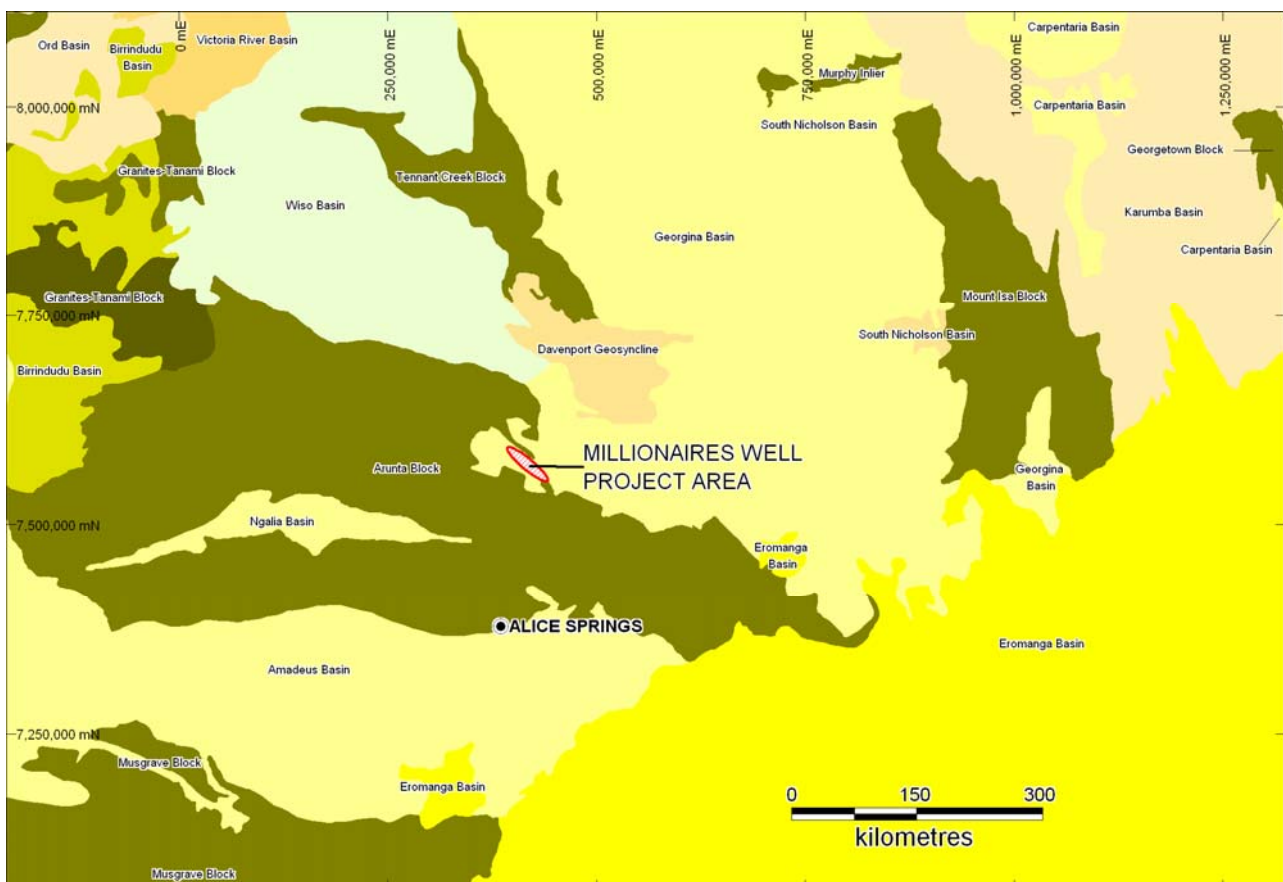 Ord Basin
Birrindudu
Basin
0 mE
Victoria River Basin
250,000 mE
500,000 mE
750,000 mE
Murphy Inlier
1,000,000 mE
Carpentaria Basin
1,250,000 mE
8,000,000 mN
Carpentaria Basin
South Nicholson Basin
Georgetown Block
Granites-Tanami Block
Tennant Creek Block
Wiso Basin
Karumba Basin
Georgina Basin
Carpentaria Basin
Granites-Tanami Block
Mount Isa Block
7,750,000 mN
South Nicholson Basin
Davenport Geosyncline
Birrindudu Basin
MILLIONAIRES WELL
PROJECT AREA
Arunta Block
Georgina
Basin
Ngalia Basin
7,500,000 mN
Eromanga
Basin
ALICE SPRINGS
Eromanga Basin
Amadeus Basin
7,250,000 mN
Musgrave Block
Eromanga Basin
0 150 300
kilometres
Musgrave Block